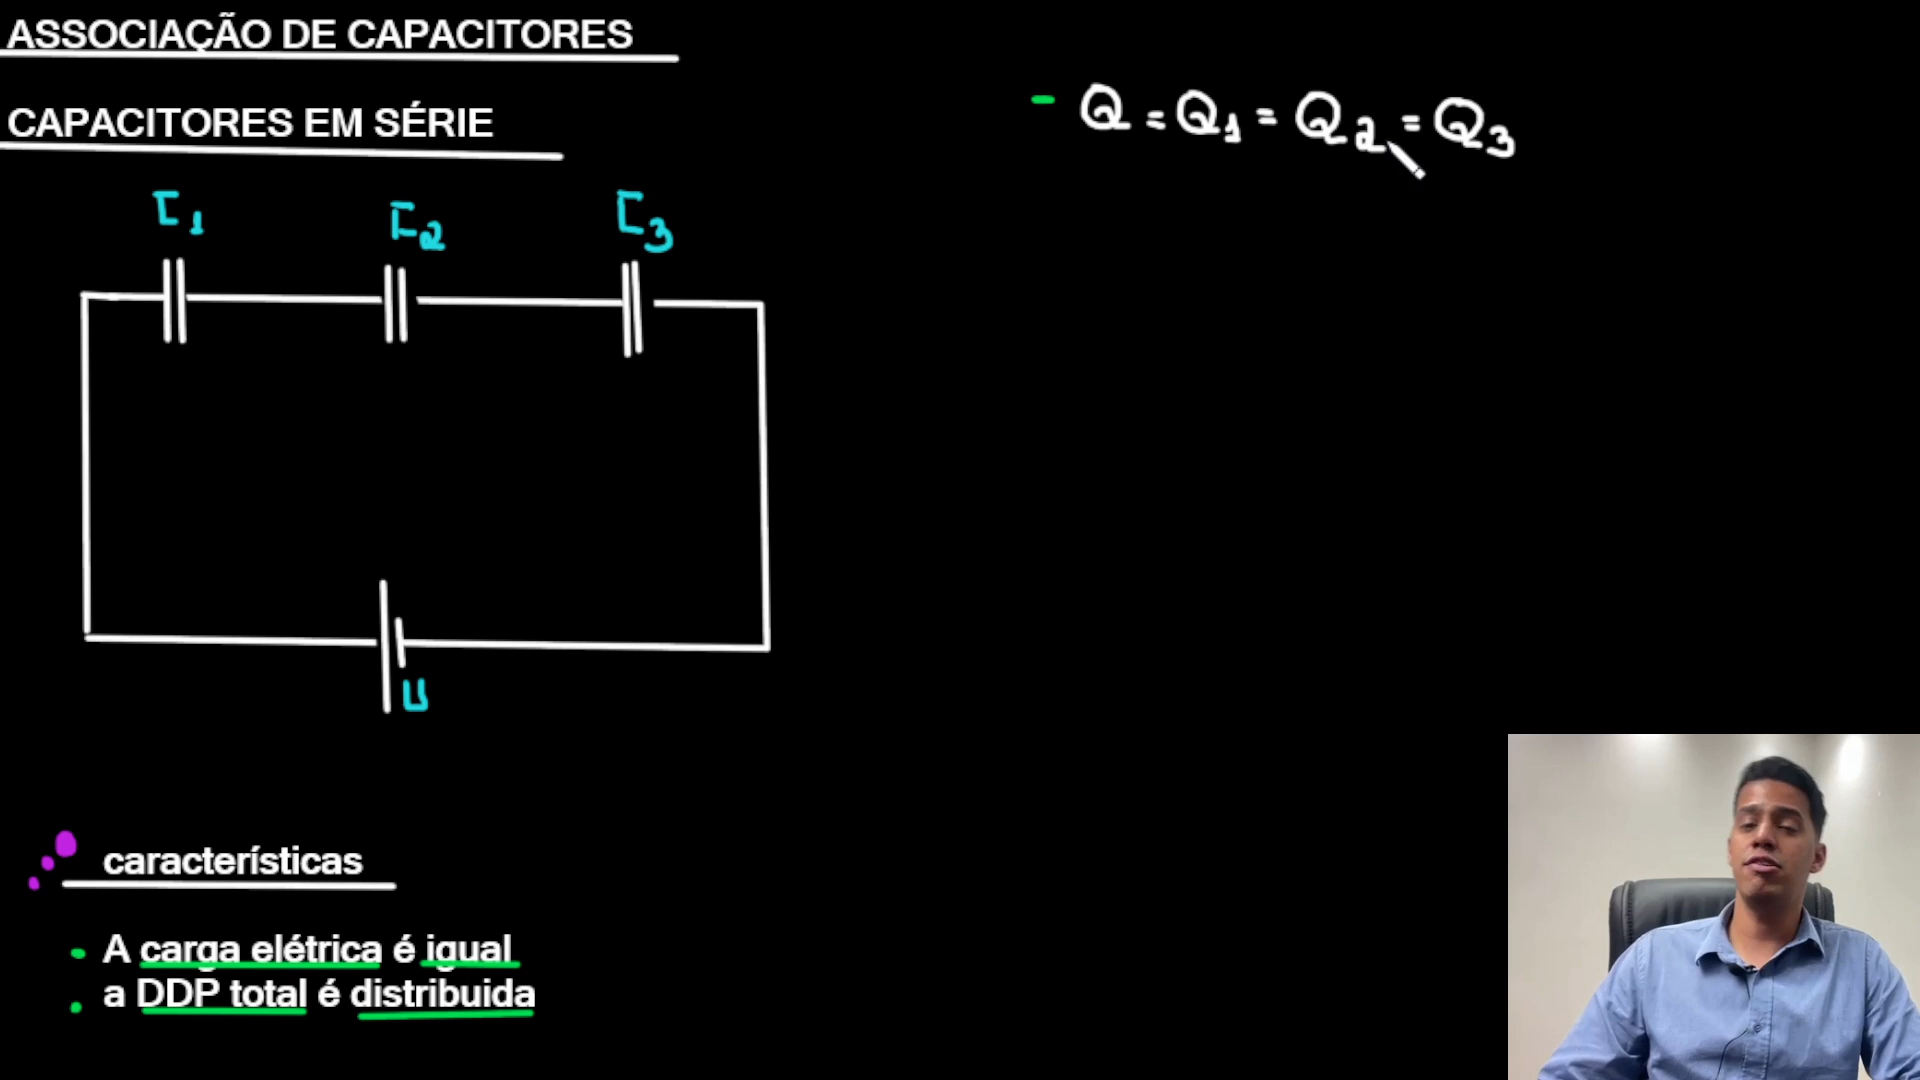 ASSOCIAÇÃO DE CAPACITORES
CAPACITORES EM SÉRIE
- Q = Q1 = Q2 = Q3
C1 C2 C3
U
características
A carga elétrica é igual
a DDP total é distribuida